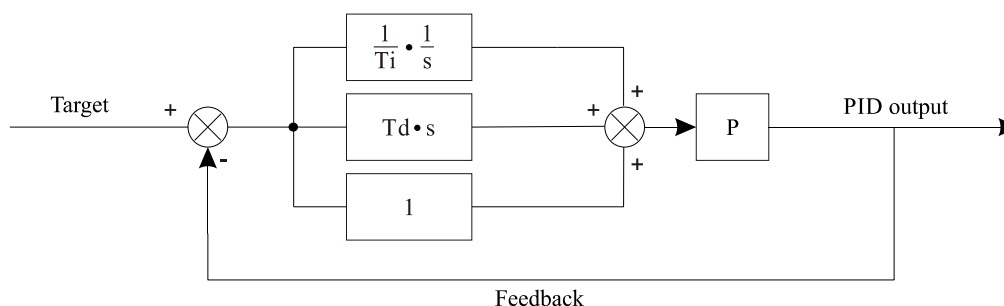 1/Ti • 1/s
+
Target
+
Td • s
+
P
PID output
-
+
1
Feedback